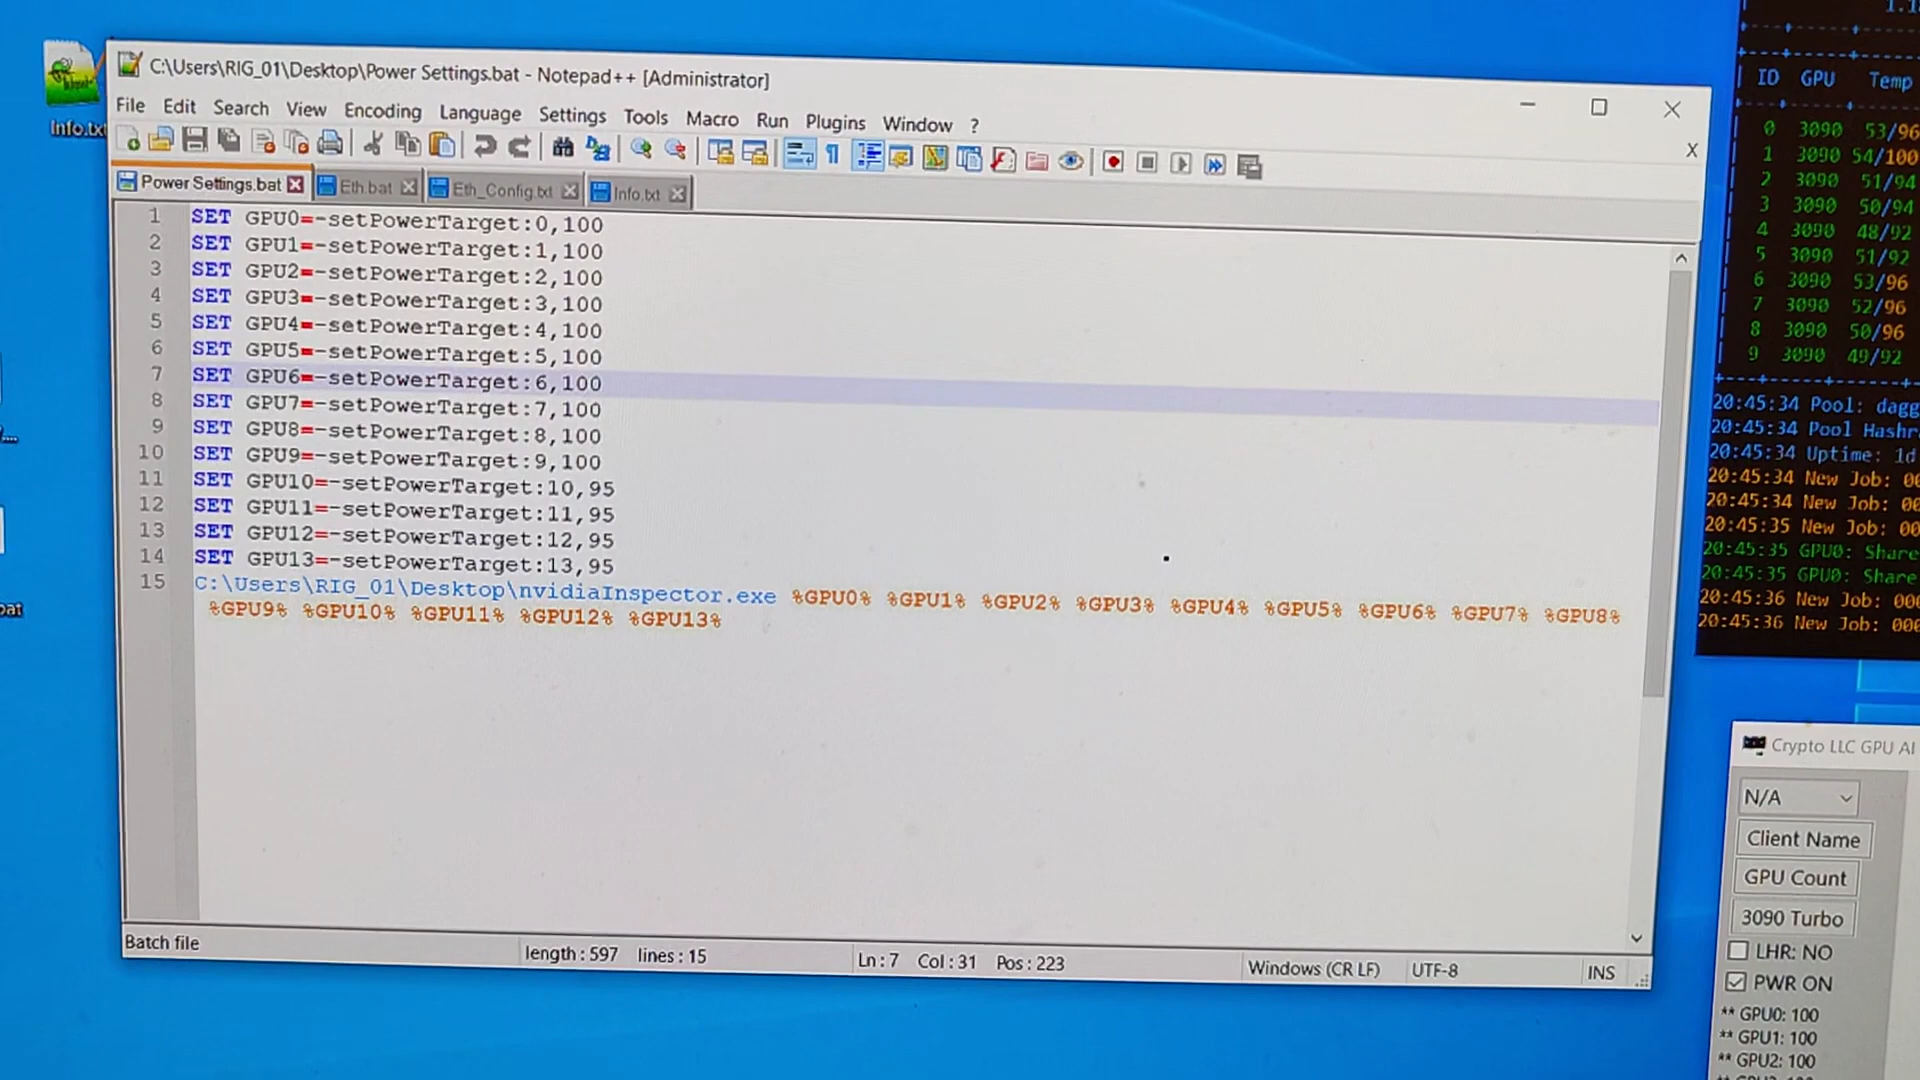 Info.txt
C:\Users\RIG_01\Desktop\Power Settings.bat - Notepad++ [Administrator]
File Edit Search View Encoding Language Settings Tools Macro Run Plugins Window ?
X
Power Settings.bat Eth.bat Eth_Config.txt Info.txt
1 SET GPU0=-setPowerTarget:0,100
2 SET GPU1=-setPowerTarget:1,100
3 SET GPU2=-setPowerTarget:2,100
4 SET GPU3=-setPowerTarget:3,100
5 SET GPU4=-setPowerTarget:4,100
6 SET GPU5=-setPowerTarget:5,100
7 SET GPU6=-setPowerTarget:6,100
8 SET GPU7=-setPowerTarget:7,100
9 SET GPU8=-setPowerTarget:8,100
10 SET GPU9=-setPowerTarget:9,100
11 SET GPU10=-setPowerTarget:10,95
12 SET GPU11=-setPowerTarget:11,95
13 SET GPU12=-setPowerTarget:12,95
14 SET GPU13=-setPowerTarget:13,95
15 C:\Users\RIG_01\Desktop\nvidiaInspector.exe %GPU0% %GPU1% %GPU2% %GPU3% %GPU4% %GPU5% %GPU6% %GPU7% %GPU8%
%GPU9% %GPU10% %GPU11% %GPU12% %GPU13%
Batch file length : 597 lines : 15 Ln : 7 Col : 31 Pos : 223 Windows (CR LF) UTF-8 INS
ID GPU Temp
0 3090 53/96
1 3090 54/100
2 3090 51/94
3 3090 50/94
4 3090 48/92
5 3090 51/92
6 3090 53/96
7 3090 52/96
8 3090 50/96
9 3090 49/92
20:45:34 Pool: dagg
20:45:34 Pool Hashr
20:45:34 Uptime: 1d
20:45:34 New Job: 00
20:45:34 New Job: 00
20:45:35 New Job: 00
20:45:35 GPU0: Share
20:45:35 GPU0: Share
20:45:36 New Job: 000
20:45:36 New Job: 000
Crypto LLC GPU AI
N/A
Client Name
GPU Count
3090 Turbo
LHR: NO
PWR ON
** GPU0: 100
** GPU1: 100
** GPU2: 100